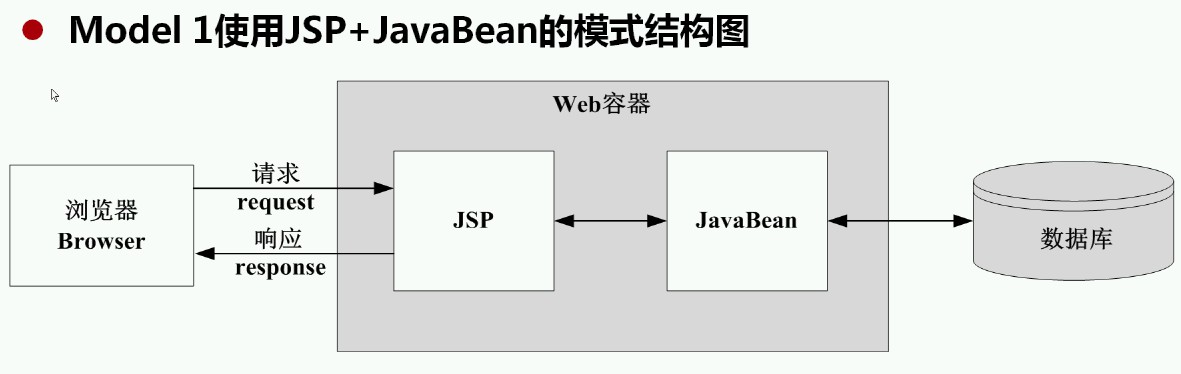 Model 1使用JSP+JavaBean的模式结构图
Web容器
请求
request
浏览器
Browser
响应
response
JSP
JavaBean
数据库